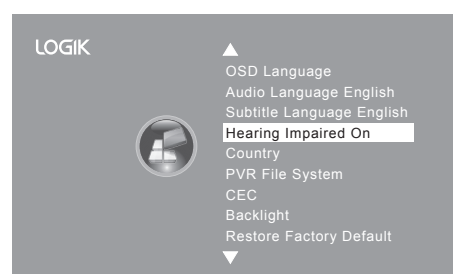 LOGIK
OSD Language
Audio Language English
Subtitle Language English
Hearing Impaired On
Country
PVR File System
CEC
Backlight
Restore Factory Default